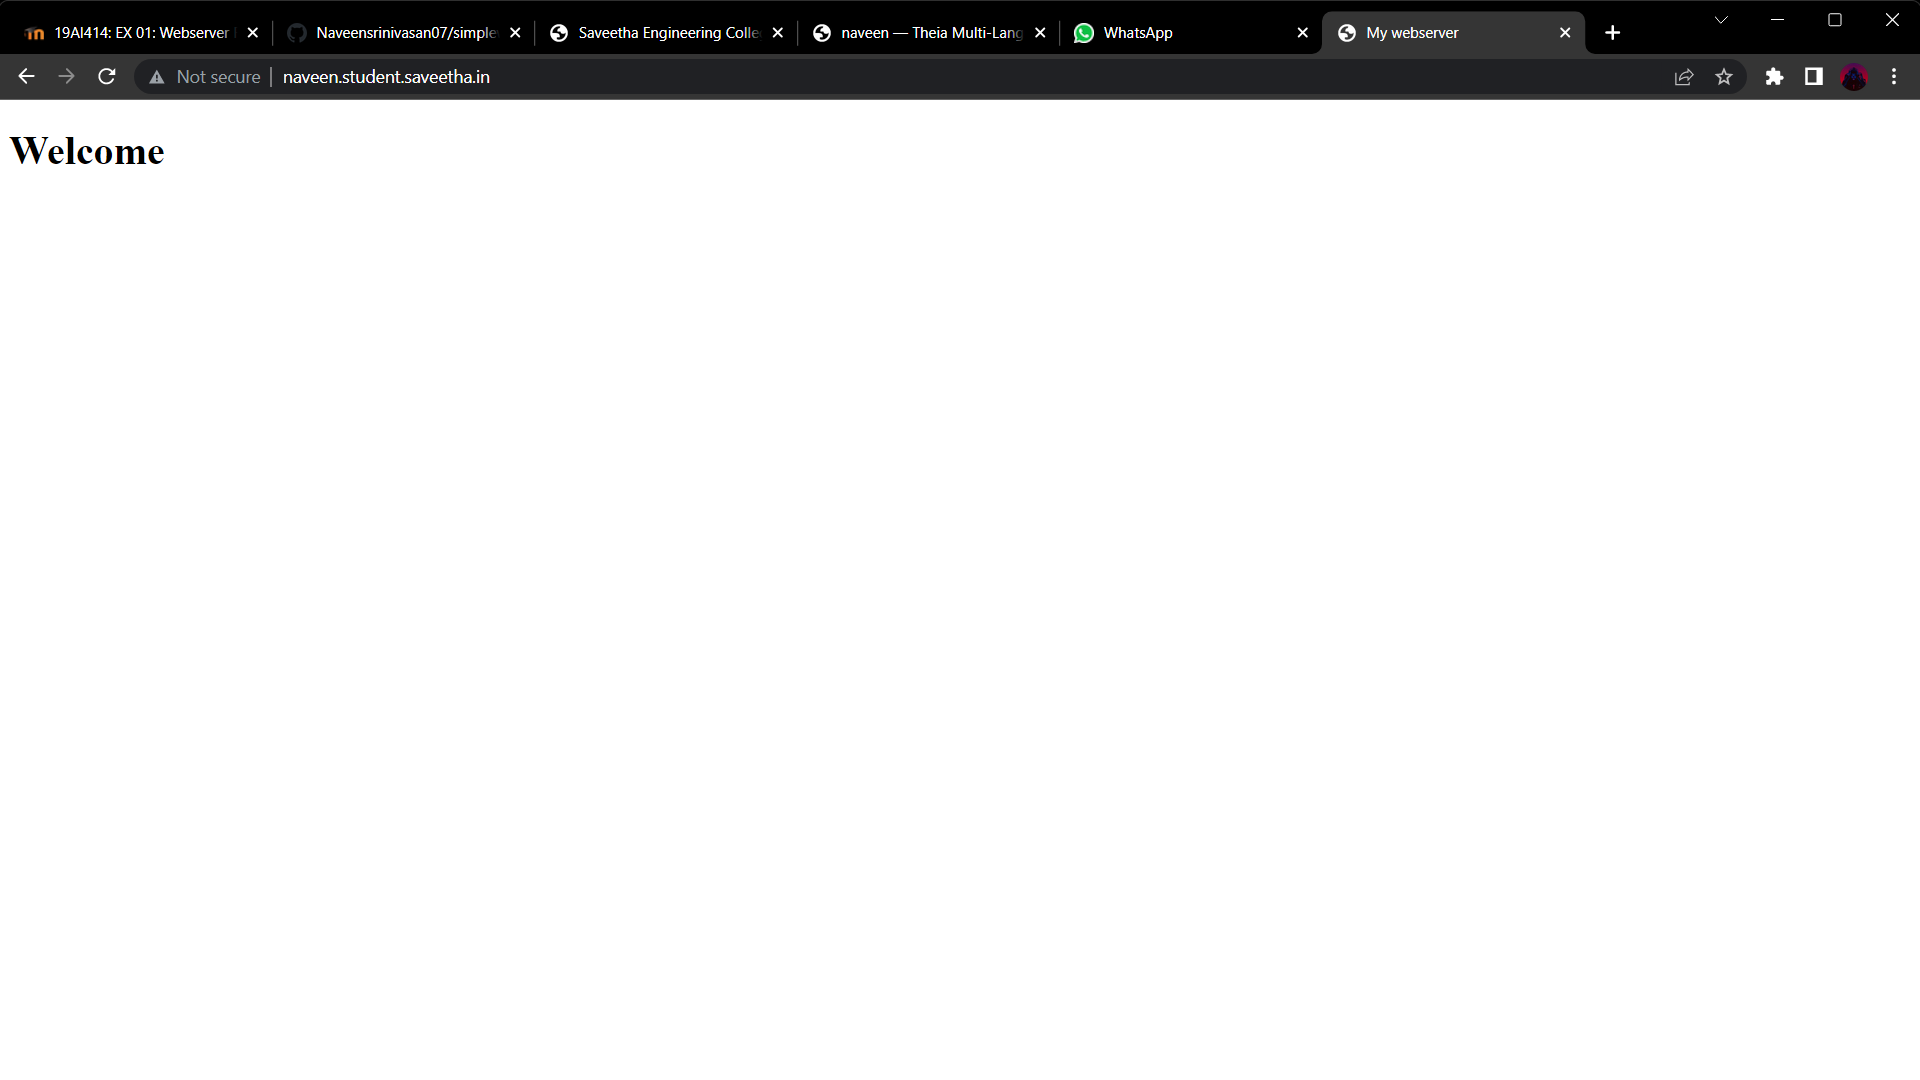 19AI414: EX 01: Webserver
Naveensrinivasan07/simple
Saveetha Engineering Colle
naveen — Theia Multi-Lang
WhatsApp
My webserver
Not secure
naveen.student.saveetha.in
Welcome